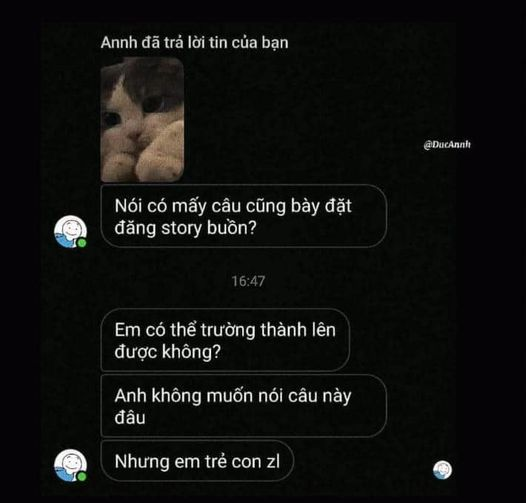 Annh đã trả lời tin của bạn
@DucAnnh
Nói có mấy câu cũng bày đặt
đăng story buồn?
16:47
Em có thể trường thành lên
được không?
Anh không muốn nói câu này
đâu
Nhưng em trẻ con zl